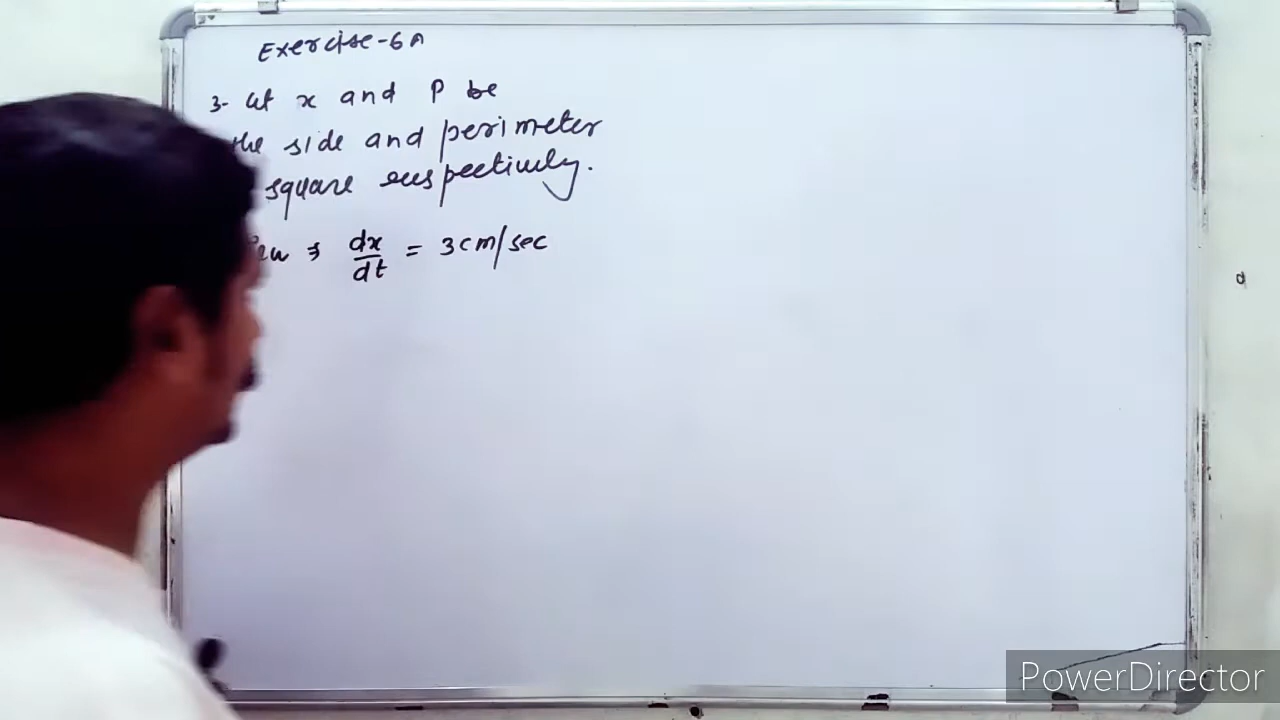 Exercise-6A
3- Let x and P be
the side and perimeter
square respectively.
dx/dt = 3cm/sec
PowerDirector